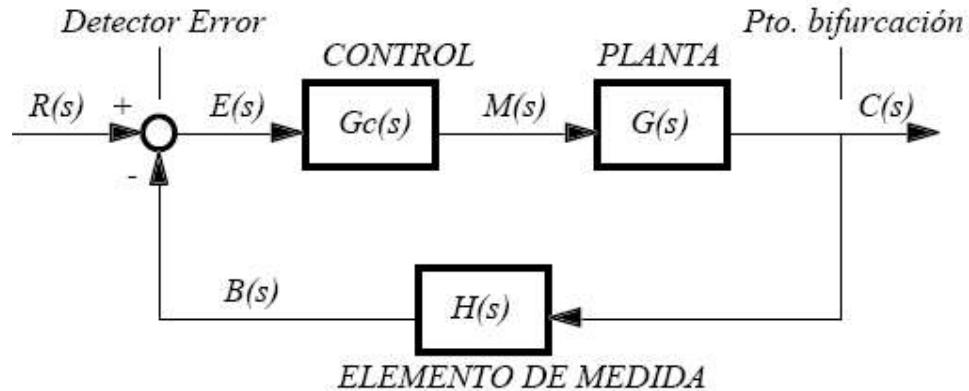 Detector Error
Pto. bifurcación
CONTROL
PLANTA
R(s)
+
E(s)
Gc(s)
M(s)
G(s)
C(s)
-
B(s)
H(s)
ELEMENTO DE MEDIDA